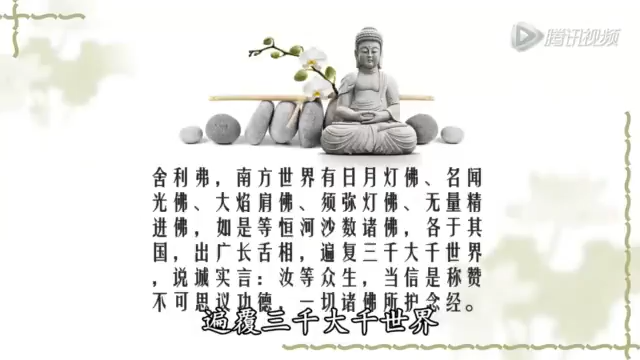 腾讯视频
舍利弗，南方世界有日月灯佛、名闻
光佛、大焰肩佛、须弥灯佛、无量精
进佛，如是等恒河沙数诸佛，各于其
国，出广长舌相，遍复三千大千世界
，说诚实言：汝等众生，当信是称赞
不可思议功德，一切诸佛所护念经。
遍覆三千大千世界